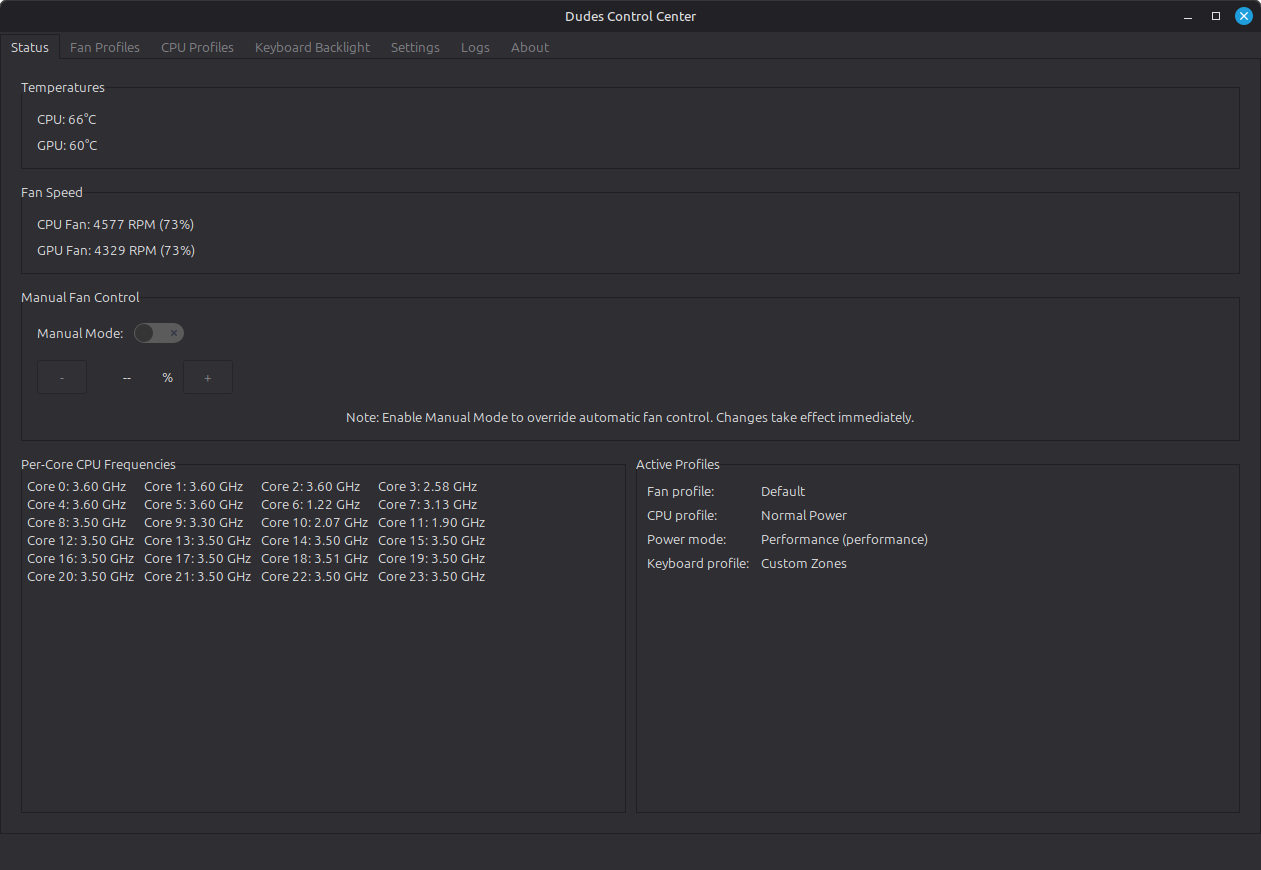 Dudes Control Center
Status Fan Profiles CPU Profiles Keyboard Backlight Settings Logs About
Temperatures
CPU: 66°C
GPU: 60°C
Fan Speed
CPU Fan: 4577 RPM (73%)
GPU Fan: 4329 RPM (73%)
Manual Fan Control
Manual Mode:
- -- % +
Note: Enable Manual Mode to override automatic fan control. Changes take effect immediately.
Per-Core CPU Frequencies
Core 0: 3.60 GHz Core 1: 3.60 GHz Core 2: 3.60 GHz Core 3: 2.58 GHz
Core 4: 3.60 GHz Core 5: 3.60 GHz Core 6: 1.22 GHz Core 7: 3.13 GHz
Core 8: 3.50 GHz Core 9: 3.30 GHz Core 10: 2.07 GHz Core 11: 1.90 GHz
Core 12: 3.50 GHz Core 13: 3.50 GHz Core 14: 3.50 GHz Core 15: 3.50 GHz
Core 16: 3.50 GHz Core 17: 3.50 GHz Core 18: 3.51 GHz Core 19: 3.50 GHz
Core 20: 3.50 GHz Core 21: 3.50 GHz Core 22: 3.50 GHz Core 23: 3.50 GHz
Active Profiles
Fan profile: Default
CPU profile: Normal Power
Power mode: Performance (performance)
Keyboard profile: Custom Zones